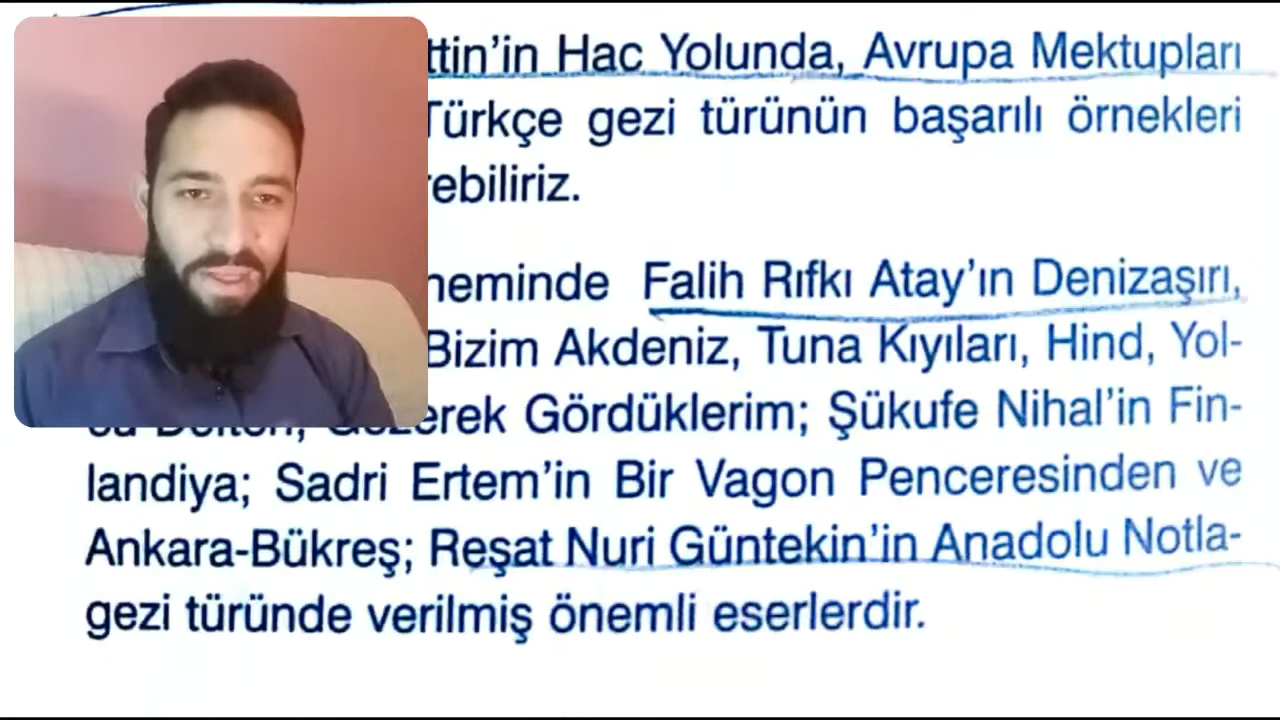 ttin’in Hac Yolunda, Avrupa Mektupları
Türkçe gezi türünün başarılı örnekleri
rebiliriz.
neminde Falih Rıfkı Atay’ın Denizaşırı,
Bizim Akdeniz, Tuna Kıyıları, Hind, Yol-
Gezerek Gördüklerim; Şükufe Nihal’in Fin-
landiya; Sadri Ertem’in Bir Vagon Penceresinden ve
Ankara-Bükreş; Reşat Nuri Güntekin’in Anadolu Notla-
gezi türünde verilmiş önemli eserlerdir.